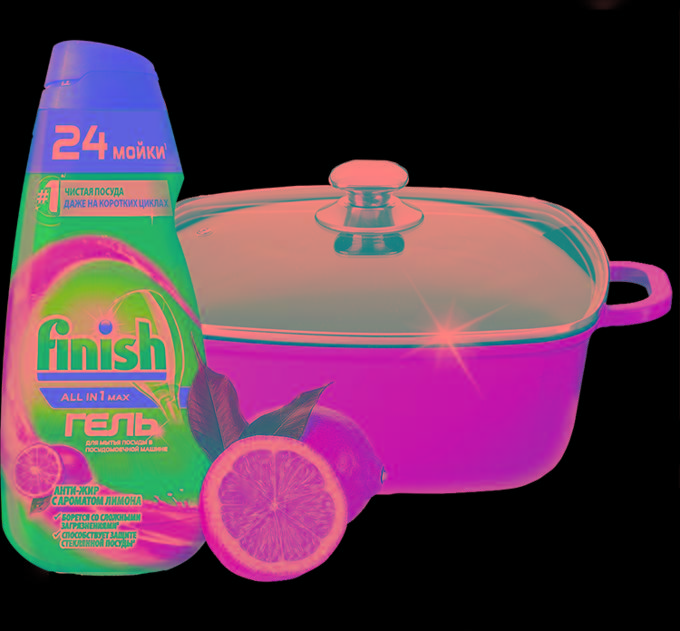 24 мойки
#1 ЧИСТАЯ ПОСУДА
ДАЖЕ НА КОРОТКИХ ЦИКЛАХ
finish
ALL IN 1 MAX
ГЕЛЬ
ДЛЯ МЫТЬЯ ПОСУДЫ В
ПОСУДОМОЕЧНОЙ МАШИНЕ
АНТИ-ЖИР
С АРОМАТОМ ЛИМОНА
БОРЕТСЯ СО СЛОЖНЫМИ
ЗАГРЯЗНЕНИЯМИ
СПОСОБСТВУЕТ ЗАЩИТЕ
СТЕКЛЯННОЙ ПОСУДЫ